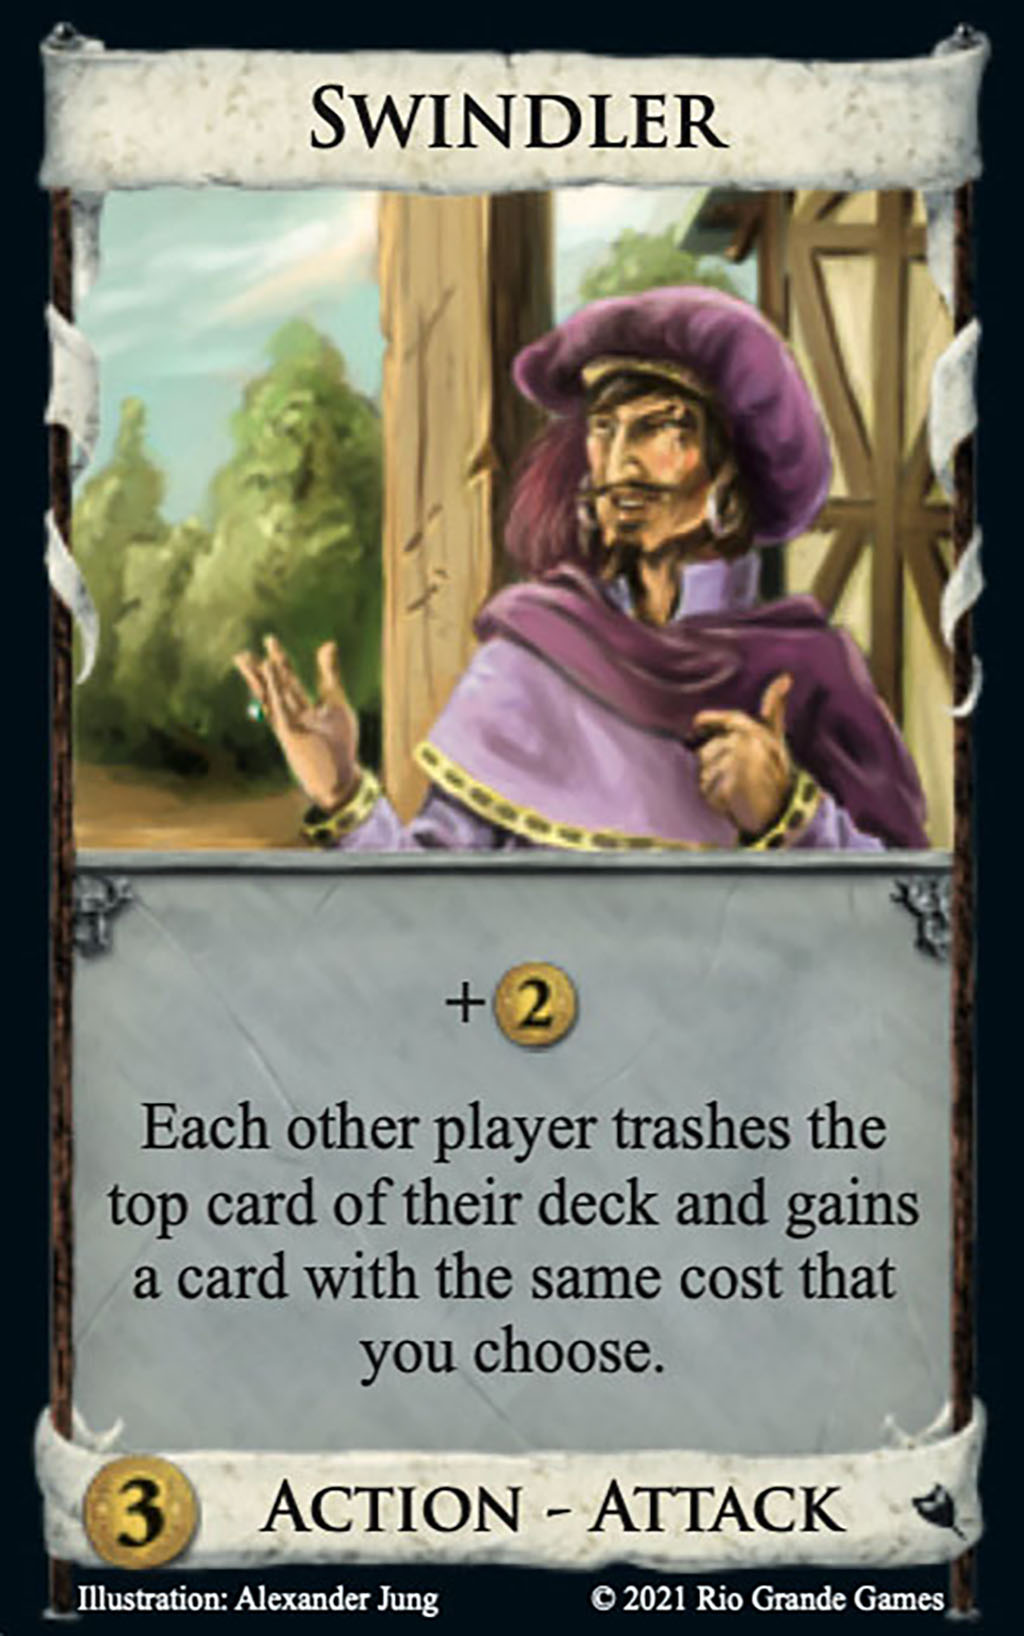 SWINDLER
+2
Each other player trashes the
top card of their deck and gains
a card with the same cost that
you choose.
3 ACTION - ATTACK
Illustration: Alexander Jung © 2021 Rio Grande Games